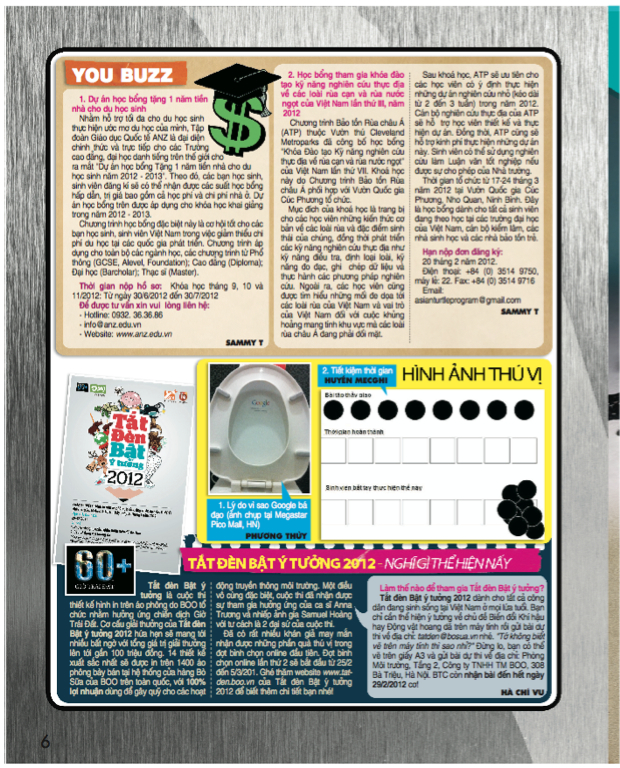 YOU BUZZ
1. Dự án học bổng tặng 1 năm tiền
nhà cho du học sinh
Nhằm hỗ trợ tối đa cho du học sinh
thực hiện ước mơ du học của mình, Tập
đoàn Giáo dục Quốc tế ANZ là đại diện
chính thức và trực tiếp cho các Trường
cao đẳng, đại học danh tiếng trên thế giới cho
ra mắt "Dự án học bổng Tặng 1 năm tiền nhà cho du
học sinh năm 2012 - 2013". Theo đó, các bạn học sinh,
sinh viên đăng kí sẽ có thể nhận được các suất học bổng
hấp dẫn, trị giá bao gồm cả học phí và chi phí nhà ở. Dự
án học bổng trên được áp dụng cho khóa học khai giảng
trong năm 2012 - 2013.
Chương trình học bổng đặc biệt này là cơ hội tốt cho các
bạn học sinh, sinh viên Việt Nam trong việc giảm thiểu chi
phí du học tại các quốc gia phát triển. Chương trình áp
dụng cho toàn bộ các ngành học, các chương trình từ Phổ
thông (GCSE, Alevel, Foundation); Cao đẳng (Diploma);
Đại học (Barcholar); Thạc sĩ (Master).
Thời gian nộp hồ sơ: Khóa học tháng 9, 10 và
11/2012: Từ ngày 30/6/2012 đến 30/7/2012
Để được tư vấn xin vui lòng liên hệ:
- Hotline: 0932. 36.36.86
- info@anz.edu.vn
- Website: www.anz.edu.vn
SAMMY T
2. Học bổng tham gia khóa đào
tạo kỹ năng nghiên cứu thực địa
về các loài rùa cạn và rùa nước
ngọt của Việt Nam lần thứ III, năm
2012
Chương trình Bảo tồn Rùa châu Á
(ATP) thuộc Vườn thú Cleveland
Metroparks đã công bố học bổng
"Khóa Đào tạo Kỹ năng nghiên cứu
thực địa về rùa cạn và rùa nước ngọt"
của Việt Nam lần thứ VII. Khoá học
này do Chương trình Bảo tồn Rùa
châu Á phối hợp với Vườn Quốc gia
Cúc Phương tổ chức.
Mục đích của khoá học là trang bị
cho các học viên những kiến thức cơ
bản về các loài rùa và đặc điểm sinh
thái của chúng, đồng thời phát triển
các kỹ năng nghiên cứu thực địa như
kỹ năng điều tra, định loại loài, kỹ
năng đo đạc, ghi chép dữ liệu và
thực hành các phương pháp nghiên
cứu. Ngoài ra, các học viên cũng
được tìm hiểu những mối đe dọa tới
các loài rùa của Việt Nam và vai trò
của Việt Nam đối với cuộc khủng
hoảng mang tính khu vực mà các loài
rùa châu Á đang phải đối mặt.
Sau khoá học, ATP sẽ ưu tiên cho
các học viên có ý định thực hiện
những dự án nghiên cứu nhỏ (kéo dài
từ 2 đến 3 tuần) trong năm 2012.
Cán bộ nghiên cứu thực địa của ATP
sẽ hỗ trợ học viên thiết kế và thực
hiện dự án. Đồng thời, ATP cũng sẽ
hỗ trợ kinh phí thực hiện những dự án
này. Sinh viên có thể sử dụng nghiên
cứu làm Luận văn tốt nghiệp nếu
được sự cho phép của Nhà trường.
Thời gian tổ chức từ 17-24 tháng 3
năm 2012 tại Vườn Quốc gia Cúc
Phương, Nho Quan, Ninh Bình. Đây
là học bổng dành cho tất cả sinh viên
đang theo học tại các trường đại học
của Việt Nam, cán bộ kiểm lâm, các
nhà sinh học và các nhà bảo tồn trẻ.
Hạn nộp đơn đăng ký:
20 tháng 2 năm 2012.
Điện thoại: +84 (0) 3514 9750,
máy lẻ: 22. Fax: +84 (0) 3514 9716
Email:
asianturtleprogram@gmail.com
SAMMY T
Tắt
Đèn
Bật
ý tưởng
2012
Google
1. Lý do vì sao Google bá
đạo (ảnh chụp tại Megastar
Pico Mall, HN)
PHƯƠNG THÚY
2. Tiết kiệm thời gian
HUYỀN MECGHI
HÌNH ẢNH THÚ VỊ
Bài tập thầy giao
Thời gian hoàn thành
Sinh viên bắt tay thực hiện thế này
60+
GIỜ TRÁI ĐẤT
TẮT ĐÈN BẬT Ý TƯỞNG 2012 - NGHĨ GÌ THỂ HIỆN NẤY
Tắt đèn Bật ý
tưởng là cuộc thi
thiết kế hình in trên áo phông do BOO tổ
chức nhằm hưởng ứng chiến dịch Giờ
Trái Đất. Cơ cấu giải thưởng của Tắt đèn
Bật ý tưởng 2012 hứa hẹn sẽ mang tới
nhiều bất ngờ với tổng giá trị giải thưởng
lên tới gần 100 triệu đồng. 14 thiết kế
xuất sắc nhất sẽ được in trên 1400 áo
phông bày bán tại hệ thống cửa hàng Bò
Sữa của BOO trên toàn quốc, với 100%
lợi nhuận dùng để gây quỹ cho các hoạt
động truyền thông môi trường. Một điều
vô cùng đặc biệt, cuộc thi đã nhận được
sự tham gia hưởng ứng của ca sĩ Anna
Trương và nhiếp ảnh gia Samuel Hoàng
với tư cách là 2 đại sứ của cuộc thi.
Đã có rất nhiều khán giả may mắn
nhận được những phần quà thú vị trong
đợt bình chọn online đầu tiên. Đợt bình
chọn online lần thứ 2 sẽ bắt đầu từ 25/2
đến 5/3/201. Ghé thăm website www.tat-
den.boo.vn của Tắt đèn Bật ý tưởng
2012 để biết thêm chi tiết bạn nhé!
Làm thế nào để tham gia Tắt đèn Bật ý tưởng?
Tắt đèn Bật ý tưởng 2012 dành cho tất cả công
dân đang sinh sống tại Việt Nam ở mọi lứa tuổi. Bạn
chỉ cần thể hiện ý tưởng về chủ đề Biến đổi Khí hậu
hay Động vật hoang dã trên máy tính rồi gửi bài dự
thi về địa chỉ: tatden@bosua.vn nhé. "Tớ không biết
vẽ trên máy tính thì sao nhỉ?" Đừng lo, bạn có thể
vẽ trên giấy A3 và gửi bài dự thi về địa chỉ: Phòng
Môi trường, Tầng 2, Công ty TNHH TM BOO, 308
Bà Triệu, Hà Nội. BTC còn nhận bài đến hết ngày
29/2/2012 cơ!
HÀ CHI VU
6